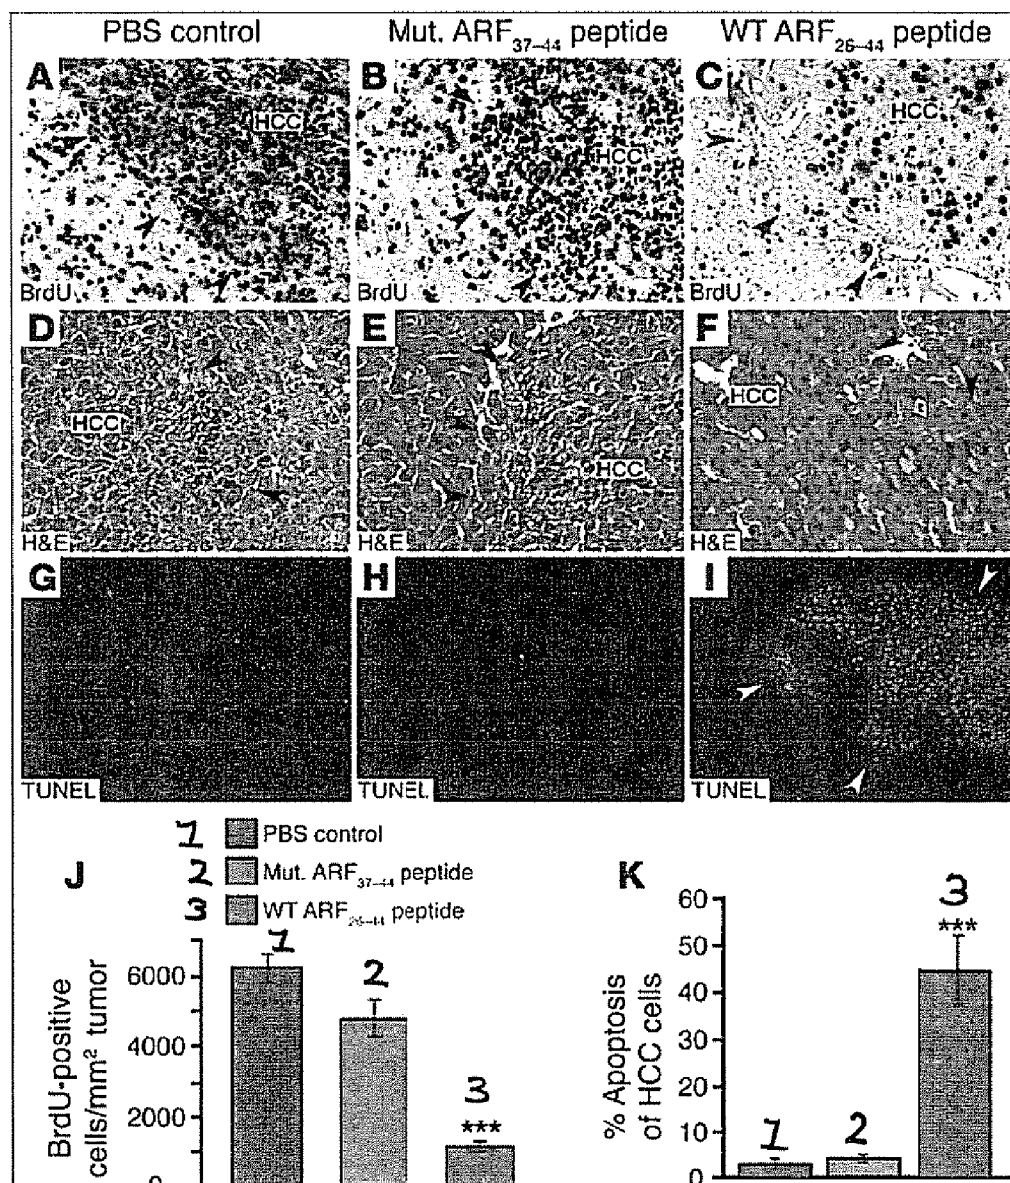 PBS control Mut. ARF37–44 peptide WT ARF26–44 peptide
A B C
HCC HCC HCC
BrdU BrdU BrdU
D E F
HCC HCC HCC
H&E H&E H&E
G H I
TUNEL TUNEL TUNEL
1 PBS control
2 Mut. ARF37–44 peptide
3 WT ARF26–44 peptide
J
BrdU-positive
cells/mm² tumor
6000
4000
2000
0
1
2
3
***
K
% Apoptosis
of HCC cells
60
50
40
30
20
10
0
1
2
3
***